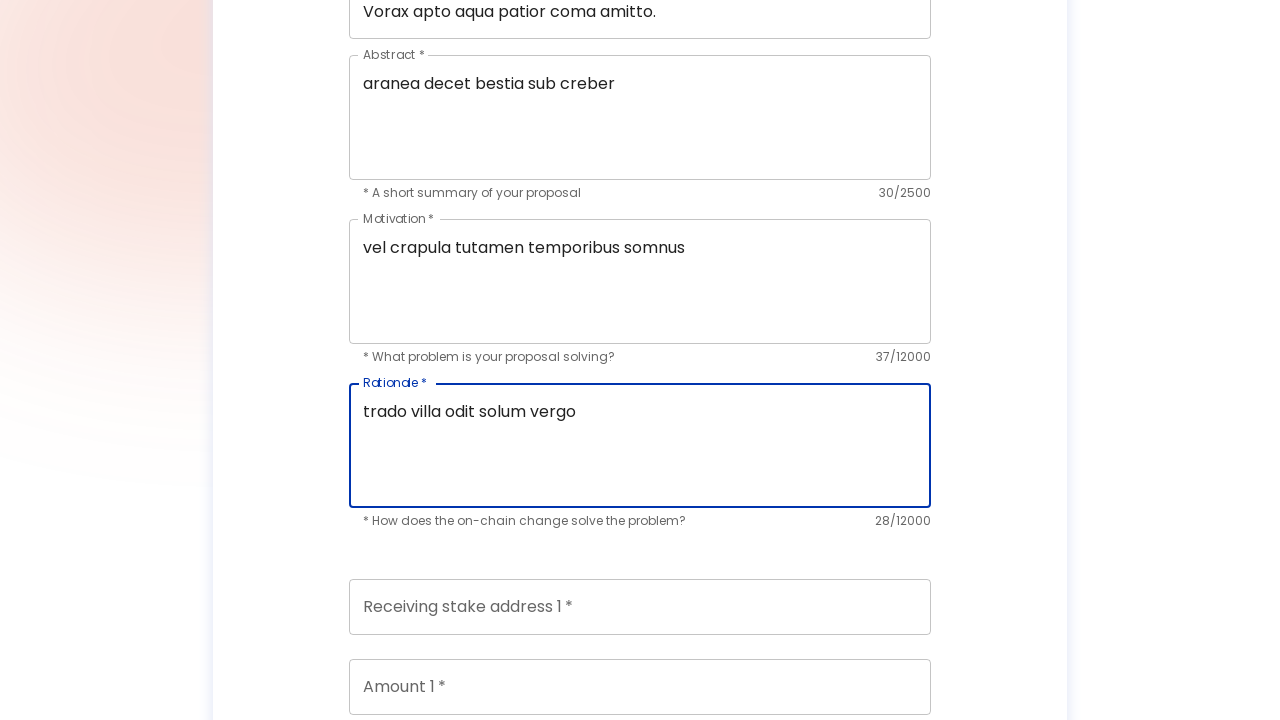 Vorax apto aqua patior coma amitto.
Abstract *
aranea decet bestia sub creber
* A short summary of your proposal 30/2500
Motivation *
vel crapula tutamen temporibus somnus
* What problem is your proposal solving? 37/12000
Rationale *
trado villa odit solum vergo
* How does the on-chain change solve the problem? 28/12000
Receiving stake address 1 *
Amount 1 *